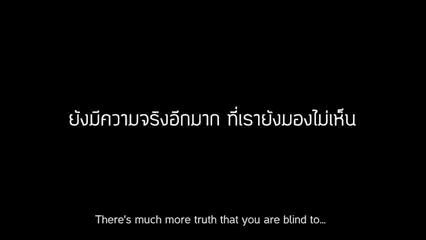 ยังมีความจริงอีกมาก ที่เรายังมองไม่เห็น
There's much more truth that you are blind to...